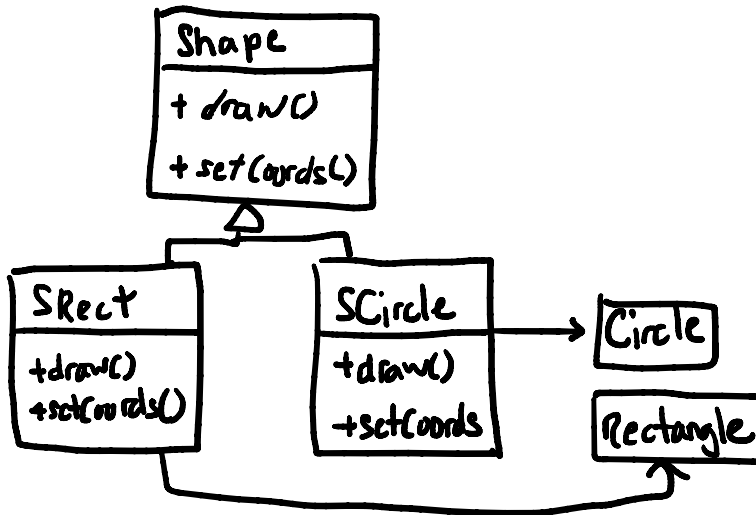 Shape
+ draw()
+ setCoords()
SRect
+draw()
+setCoords()
SCircle
+draw()
+setCoords
Circle
Rectangle